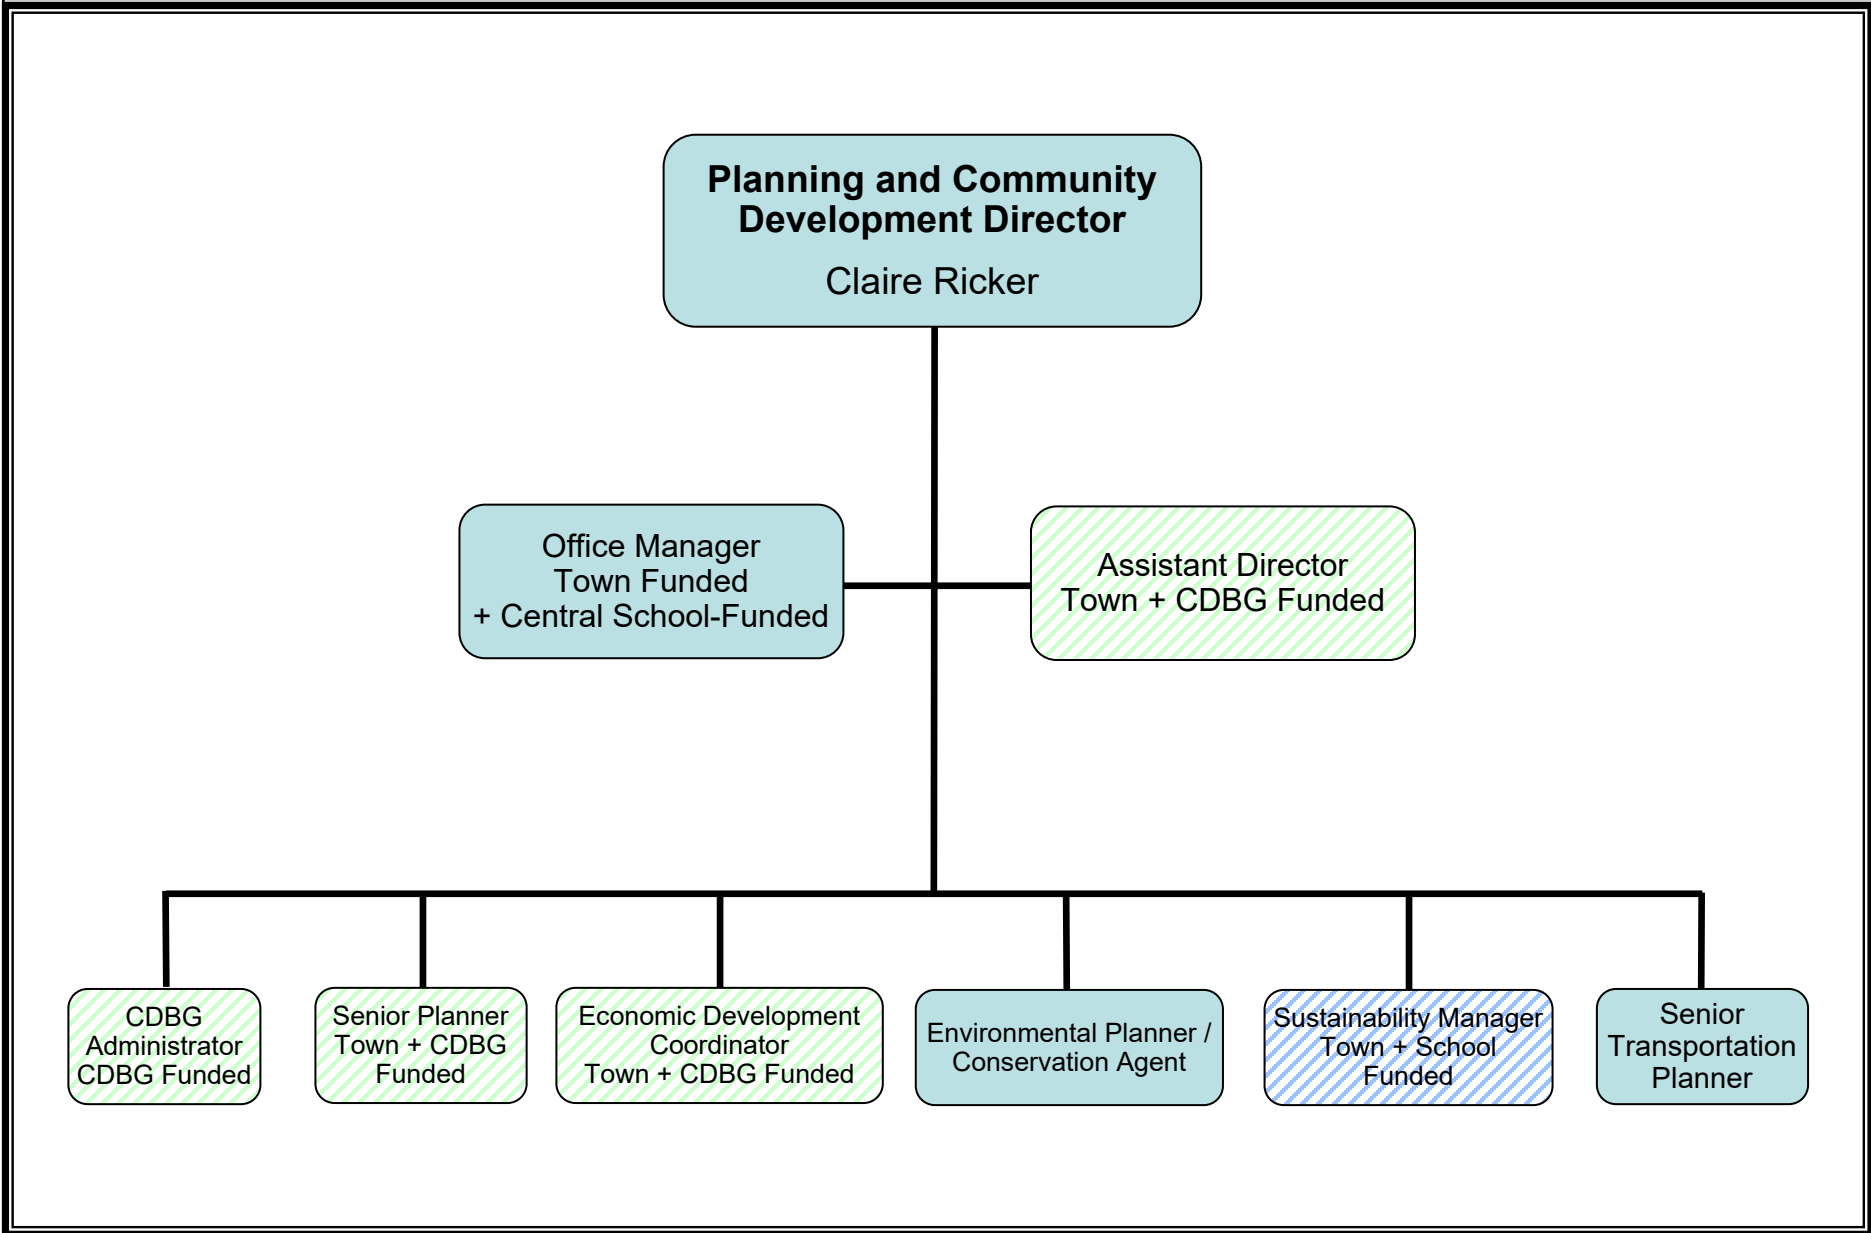 Planning and Community
Development Director
Claire Ricker
Office Manager
Town Funded
+ Central School-Funded
Assistant Director
Town + CDBG Funded
CDBG
Administrator
CDBG Funded
Senior Planner
Town + CDBG
Funded
Economic Development
Coordinator
Town + CDBG Funded
Environmental Planner /
Conservation Agent
Sustainability Manager
Town + School
Funded
Senior
Transportation
Planner